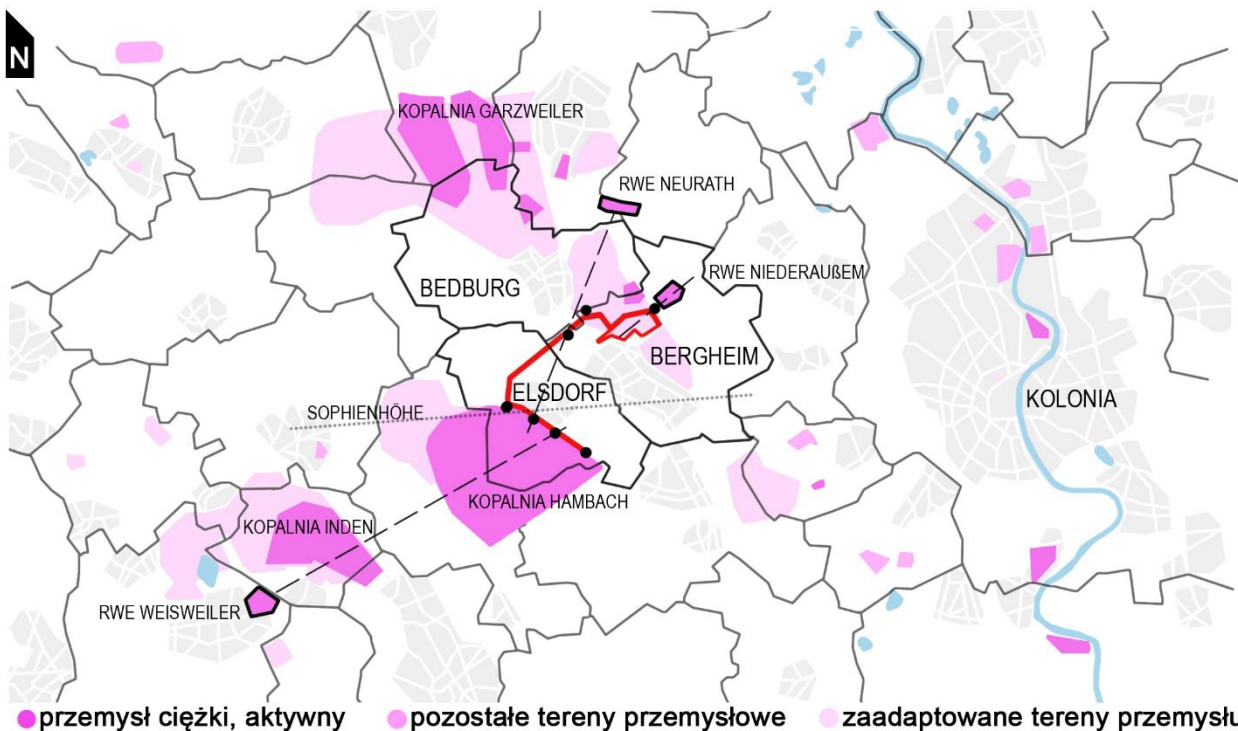 N
KOPALNIA GARZWEILER
RWE NEURATH
RWE NIEDERAUßEM
BEDBURG
BERGHEIM
ELSDORF
KOLONIA
SOPHIENHÖHE
KOPALNIA HAMBACH
KOPALNIA INDEN
RWE WEISWEILER
przemysł ciężki, aktywny
pozostałe tereny przemysłowe
zaadaptowane tereny przemysłu